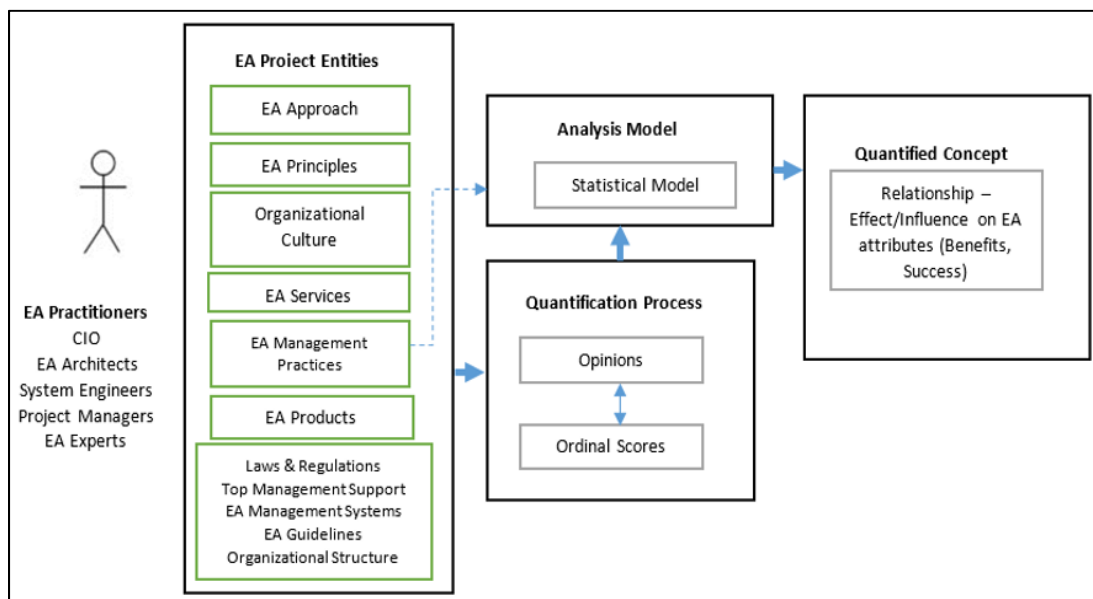 EA Practitioners
CIO
EA Architects
System Engineers
Project Managers
EA Experts
EA Project Entities
EA Approach
EA Principles
Organizational
Culture
EA Services
EA Management
Practices
EA Products
Laws & Regulations
Top Management Support
EA Management Systems
EA Guidelines
Organizational Structure
Analysis Model
Statistical Model
Quantification Process
Opinions
Ordinal Scores
Quantified Concept
Relationship –
Effect/Influence on EA
attributes (Benefits,
Success)